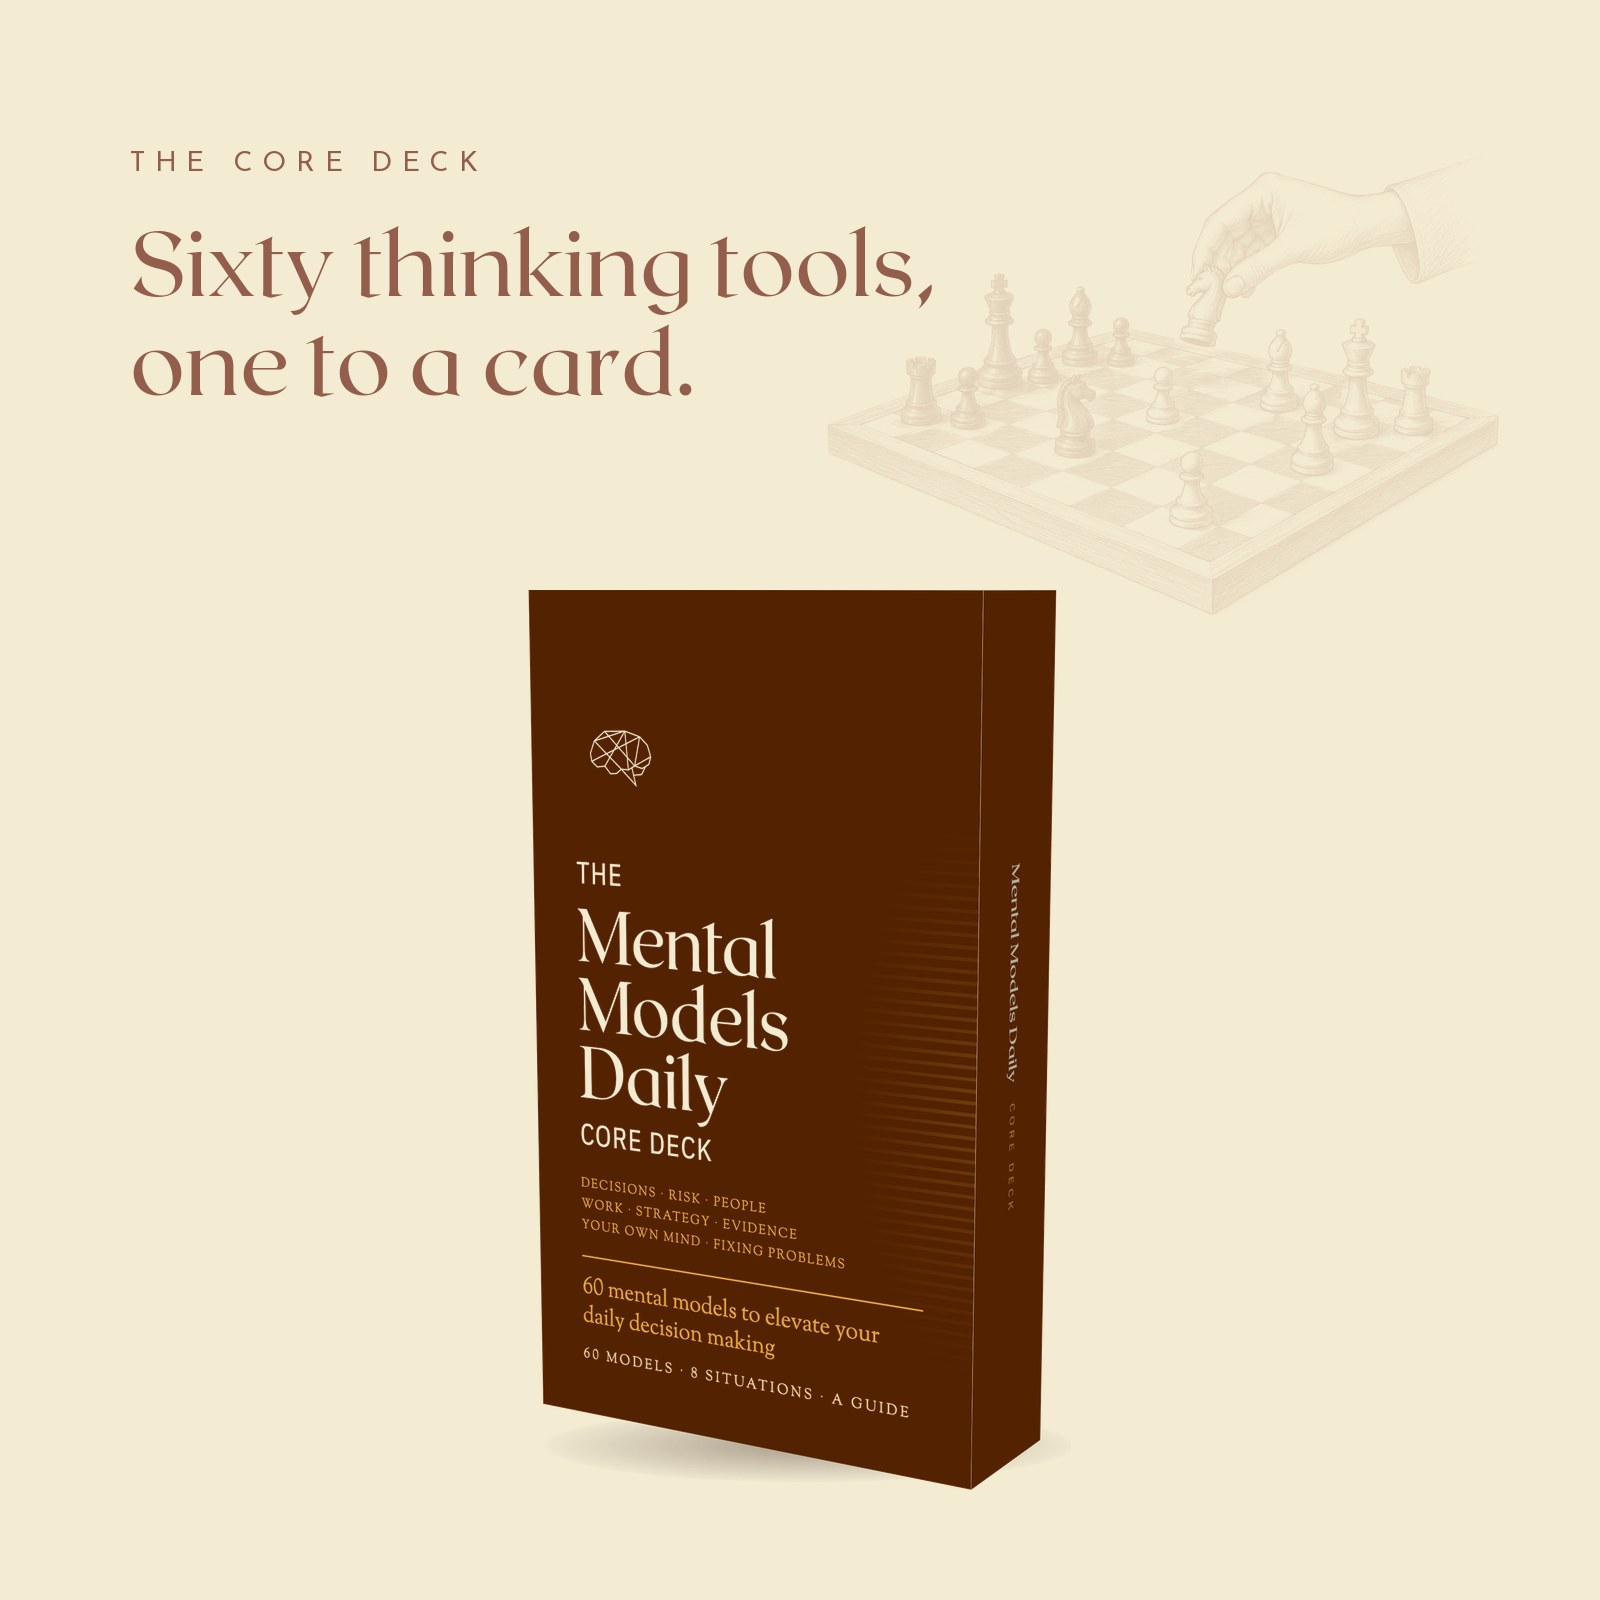 THE CORE DECK
Sixty thinking tools,
one to a card.
THE
Mental
Models
Daily
CORE DECK
DECISIONS · RISK · PEOPLE
WORK · STRATEGY · EVIDENCE
YOUR OWN MIND · FIXING PROBLEMS
60 mental models to elevate your
daily decision making
60 MODELS · 8 SITUATIONS · A GUIDE
Mental Models Daily CORE DECK